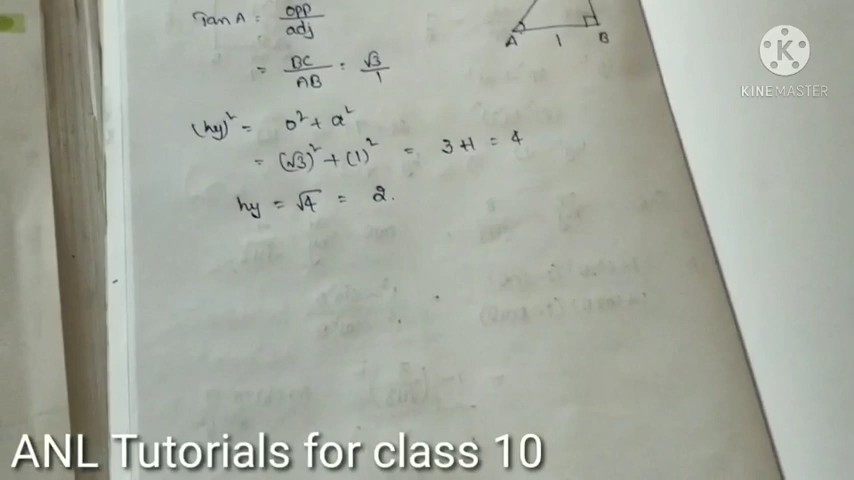 Tan A = opp/adj
= BC/AB = √3/1
(hy)² = o² + a²
= (√3)² + (1)² = 3+1 = 4
hy = √4 = 2.
A 1 B
KINEMASTER
ANL Tutorials for class 10